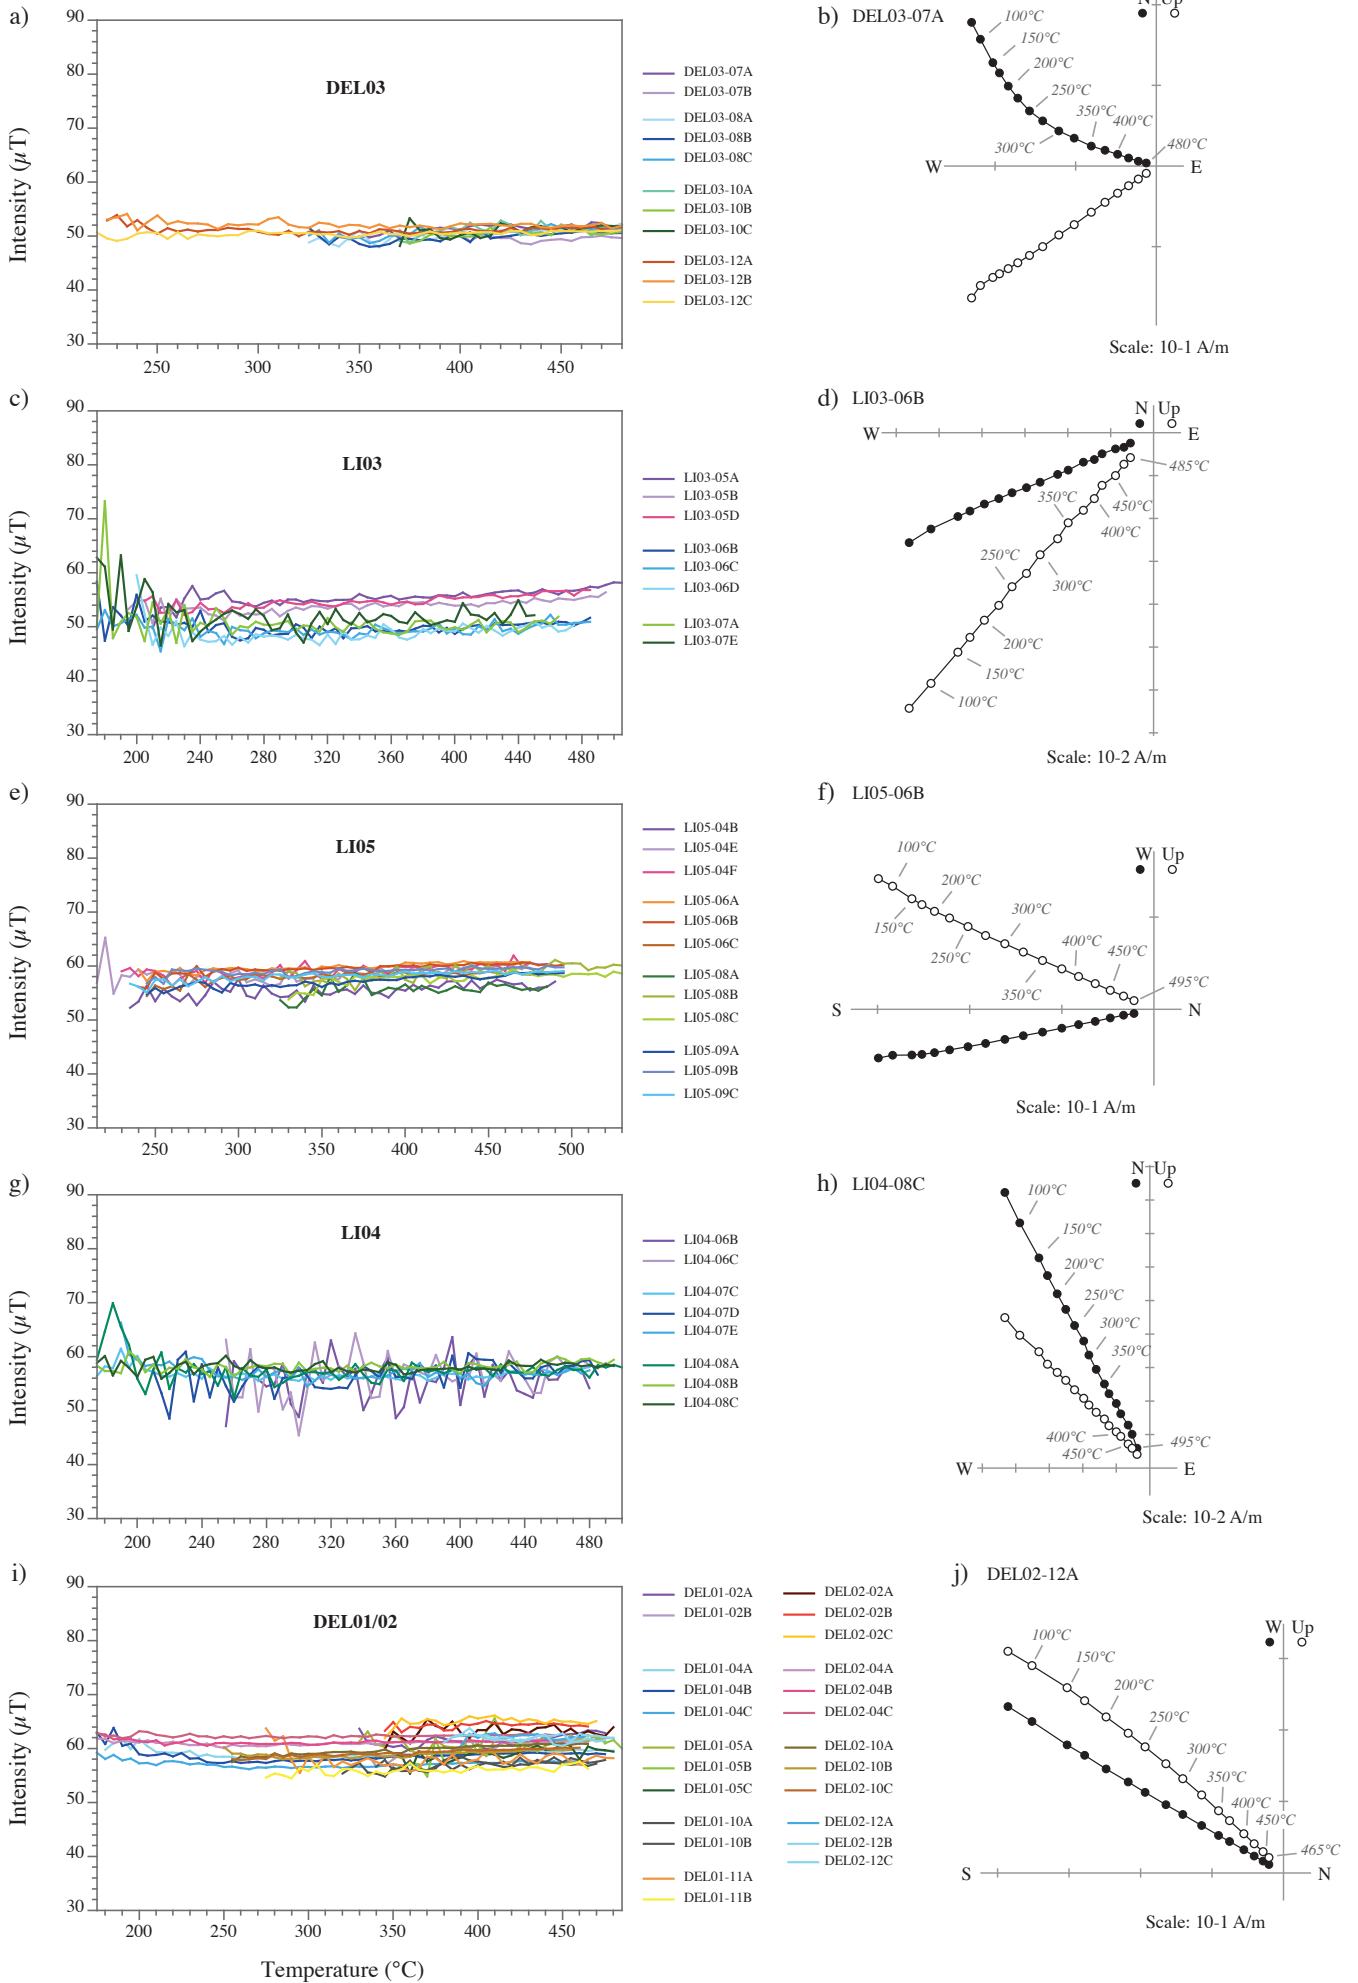 a)
90
80
70
60
50
40
30
Intensity (µT)
DEL03
250
300
350
400
450
DEL03-07A
DEL03-07B
DEL03-08A
DEL03-08B
DEL03-08C
DEL03-10A
DEL03-10B
DEL03-10C
DEL03-12A
DEL03-12B
DEL03-12C
b) DEL03-07A
N Up
100°C
150°C
200°C
250°C
350°C
400°C
300°C
480°C
W
E
Scale: 10-1 A/m
c)
90
80
70
60
50
40
30
Intensity (µT)
LI03
200
240
280
320
360
400
440
480
LI03-05A
LI03-05B
LI03-05D
LI03-06B
LI03-06C
LI03-06D
LI03-07A
LI03-07E
d) LI03-06B
N Up
W
E
485°C
350°C
450°C
400°C
250°C
300°C
200°C
150°C
100°C
Scale: 10-2 A/m
e)
90
80
70
60
50
40
30
Intensity (µT)
LI05
250
300
350
400
450
500
LI05-04B
LI05-04E
LI05-04F
LI05-06A
LI05-06B
LI05-06C
LI05-08A
LI05-08B
LI05-08C
LI05-09A
LI05-09B
LI05-09C
f) LI05-06B
W Up
100°C
200°C
150°C
300°C
250°C
400°C
450°C
350°C
495°C
S
N
Scale: 10-1 A/m
g)
90
80
70
60
50
40
30
Intensity (µT)
LI04
200
240
280
320
360
400
440
480
LI04-06B
LI04-06C
LI04-07C
LI04-07D
LI04-07E
LI04-08A
LI04-08B
LI04-08C
h) LI04-08C
N Up
100°C
150°C
200°C
250°C
300°C
350°C
400°C
450°C
495°C
W
E
Scale: 10-2 A/m
i)
90
80
70
60
50
40
30
Intensity (µT)
DEL01/02
200
250
300
350
400
450
Temperature (°C)
DEL01-02A
DEL01-02B
DEL01-04A
DEL01-04B
DEL01-04C
DEL01-05A
DEL01-05B
DEL01-05C
DEL01-10A
DEL01-10B
DEL01-11A
DEL01-11B
DEL02-02A
DEL02-02B
DEL02-02C
DEL02-04A
DEL02-04B
DEL02-04C
DEL02-10A
DEL02-10B
DEL02-10C
DEL02-12A
DEL02-12B
DEL02-12C
j) DEL02-12A
W Up
100°C
150°C
200°C
250°C
300°C
350°C
400°C
450°C
465°C
S
N
Scale: 10-1 A/m